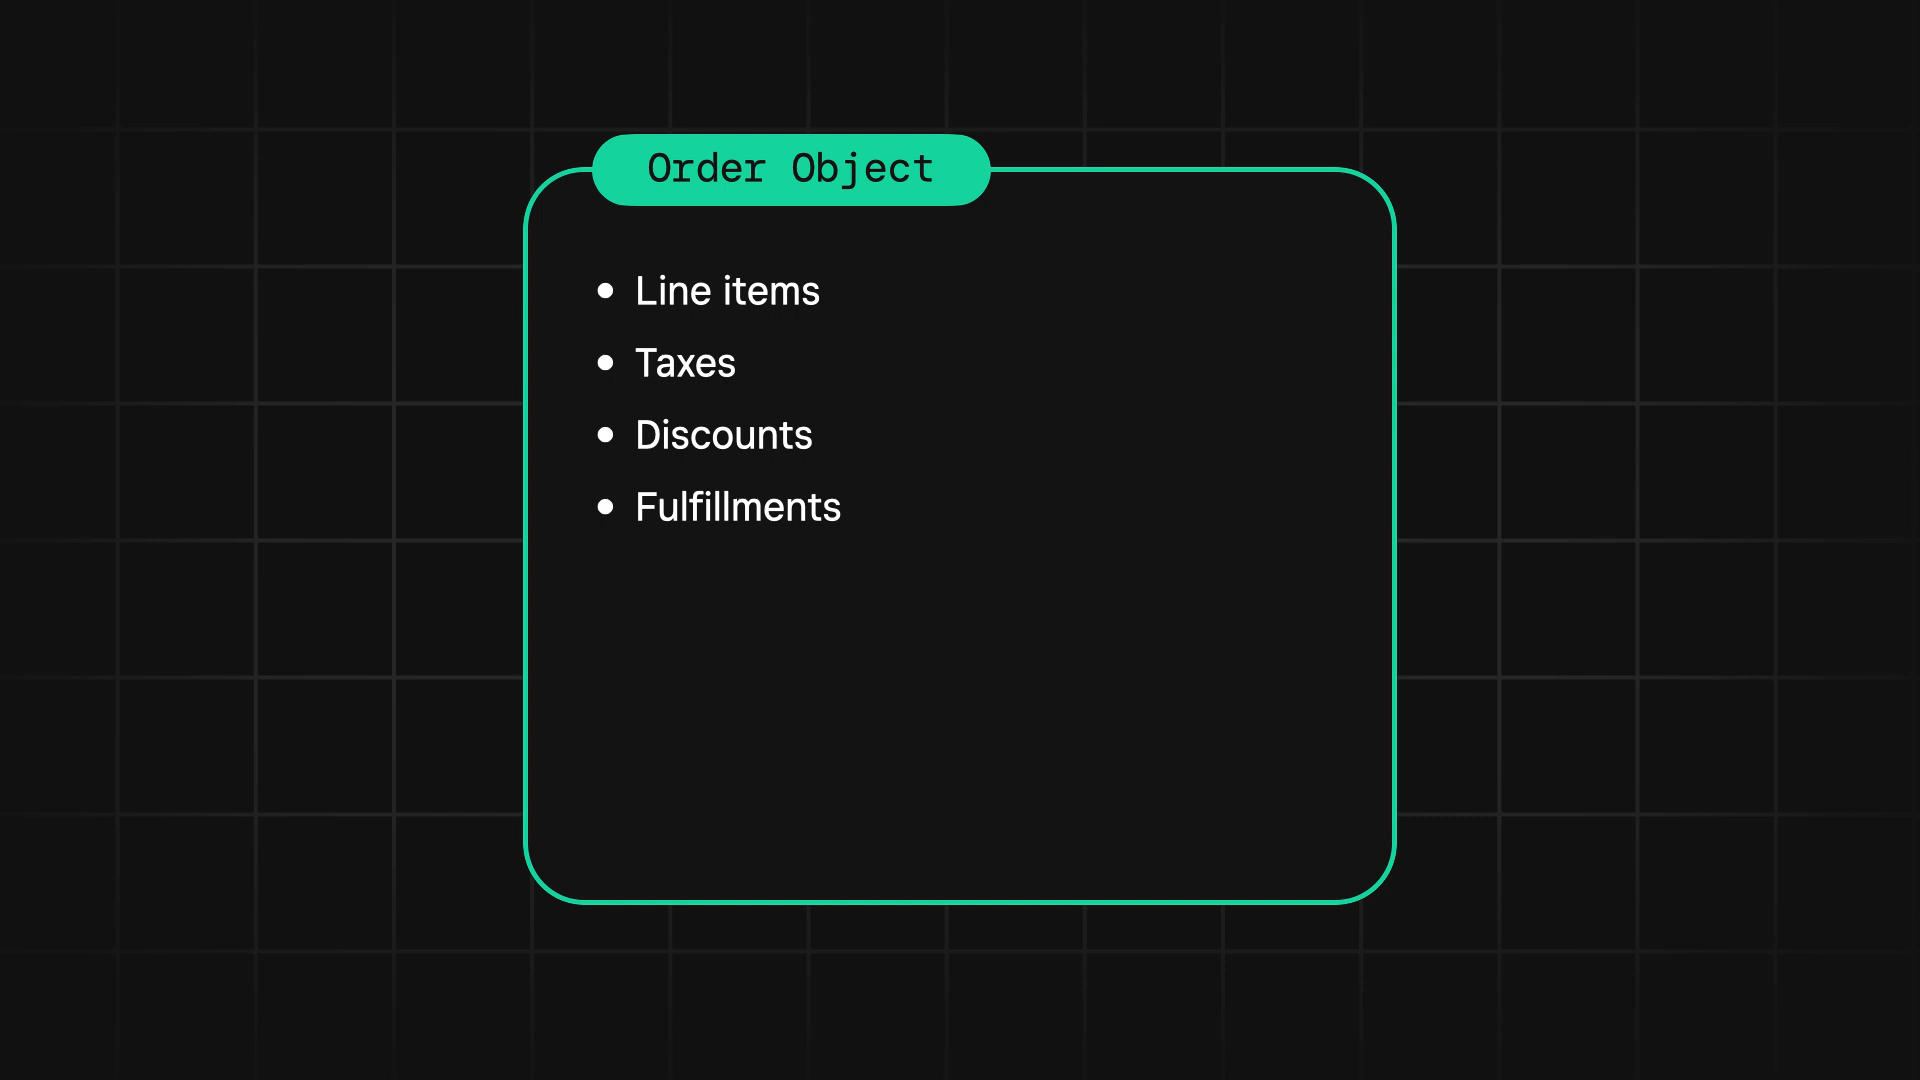 Order Object
Line items
Taxes
Discounts
Fulfillments